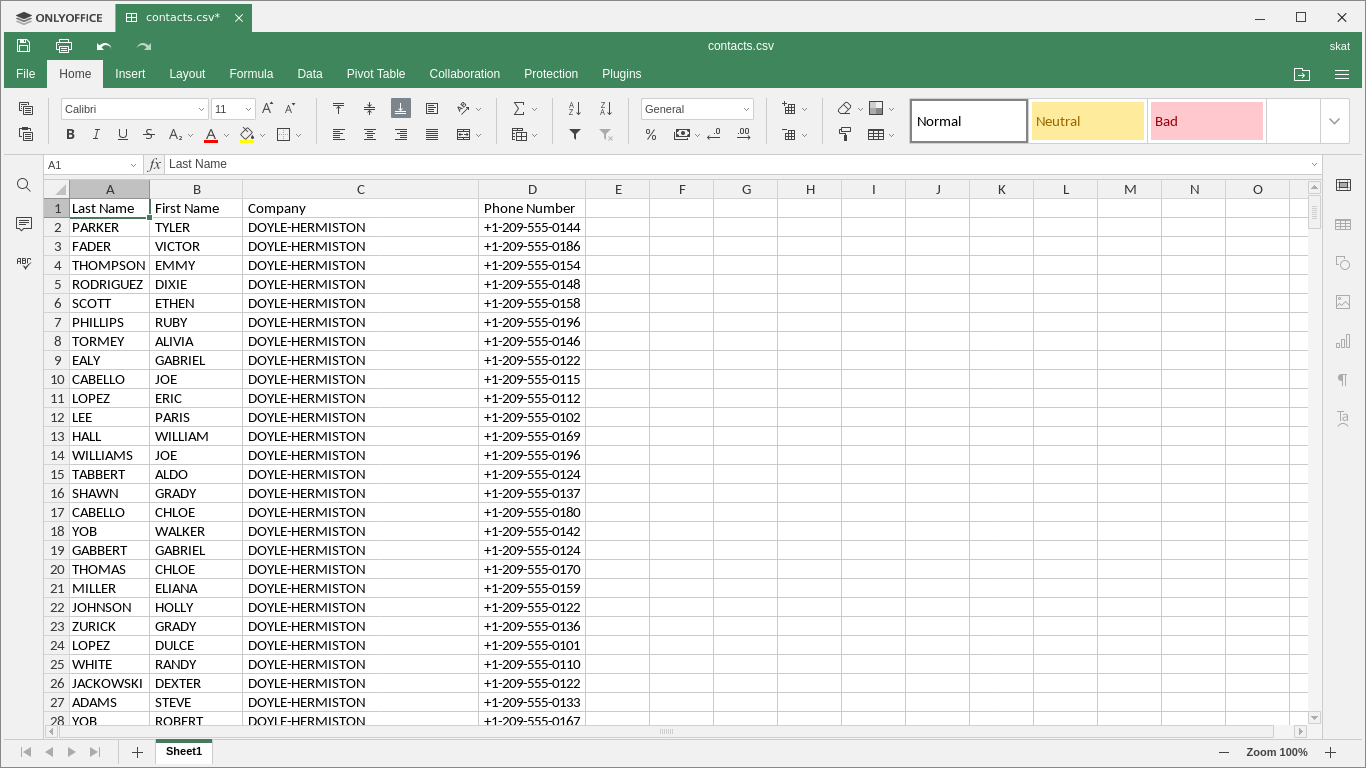 ONLYOFFICE
contacts.csv*
contacts.csv
skat
File Home Insert Layout Formula Data Pivot Table Collaboration Protection Plugins
Calibri 11 A A Σ A Z Z A General Normal Neutral Bad
B I U S A₂ A % .0 .00
A1 fx Last Name
A B C D E F G H I J K L M N O
1 Last Name First Name Company Phone Number
2 PARKER TYLER DOYLE-HERMISTON +1-209-555-0144
3 FADER VICTOR DOYLE-HERMISTON +1-209-555-0186
4 THOMPSON EMMY DOYLE-HERMISTON +1-209-555-0154
5 RODRIGUEZ DIXIE DOYLE-HERMISTON +1-209-555-0148
6 SCOTT ETHEN DOYLE-HERMISTON +1-209-555-0158
7 PHILLIPS RUBY DOYLE-HERMISTON +1-209-555-0196
8 TORMEY ALIVIA DOYLE-HERMISTON +1-209-555-0146
9 EALY GABRIEL DOYLE-HERMISTON +1-209-555-0122
10 CABELLO JOE DOYLE-HERMISTON +1-209-555-0115
11 LOPEZ ERIC DOYLE-HERMISTON +1-209-555-0112
12 LEE PARIS DOYLE-HERMISTON +1-209-555-0102
13 HALL WILLIAM DOYLE-HERMISTON +1-209-555-0169
14 WILLIAMS JOE DOYLE-HERMISTON +1-209-555-0196
15 TABBERT ALDO DOYLE-HERMISTON +1-209-555-0124
16 SHAWN GRADY DOYLE-HERMISTON +1-209-555-0137
17 CABELLO CHLOE DOYLE-HERMISTON +1-209-555-0180
18 YOB WALKER DOYLE-HERMISTON +1-209-555-0142
19 GABBERT GABRIEL DOYLE-HERMISTON +1-209-555-0124
20 THOMAS CHLOE DOYLE-HERMISTON +1-209-555-0170
21 MILLER ELIANA DOYLE-HERMISTON +1-209-555-0159
22 JOHNSON HOLLY DOYLE-HERMISTON +1-209-555-0122
23 ZURICK GRADY DOYLE-HERMISTON +1-209-555-0136
24 LOPEZ DULCE DOYLE-HERMISTON +1-209-555-0101
25 WHITE RANDY DOYLE-HERMISTON +1-209-555-0110
26 JACKOWSKI DEXTER DOYLE-HERMISTON +1-209-555-0122
27 ADAMS STEVE DOYLE-HERMISTON +1-209-555-0133
28 YOB ROBERT DOYLE-HERMISTON +1-209-555-0167
Sheet1
Zoom 100%